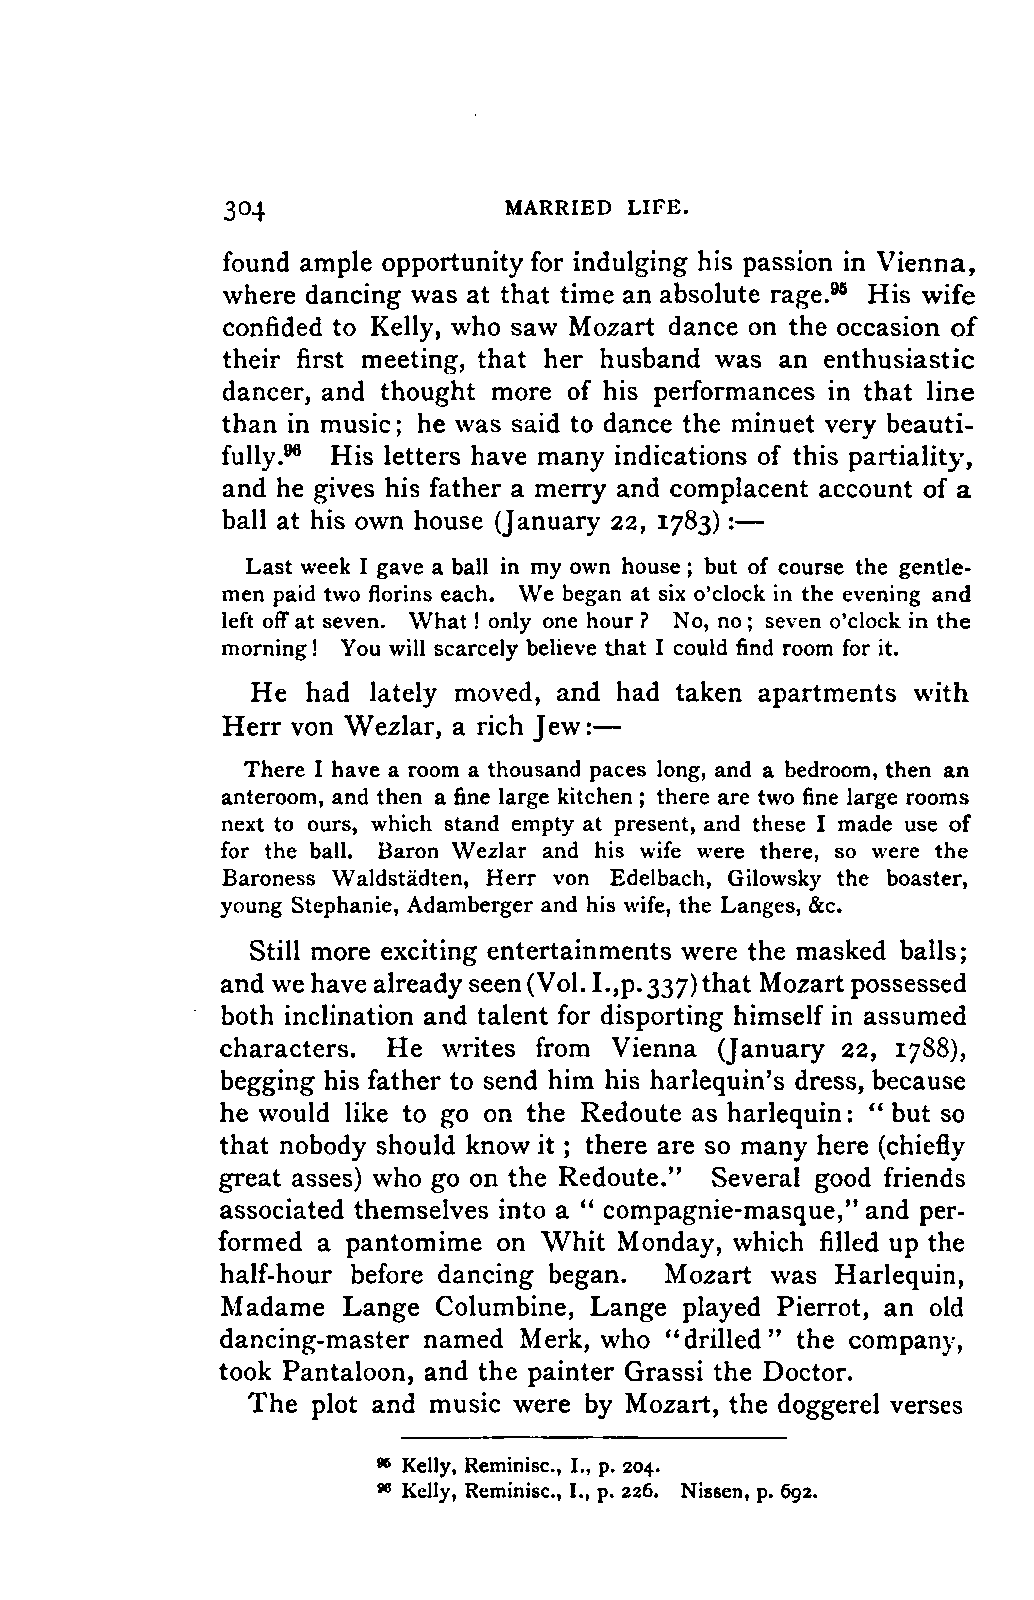 304 MARRIED LIFE.
found ample opportunity for indulging his passion in Vienna,
where dancing was at that time an absolute rage.⁹⁵ His wife
confided to Kelly, who saw Mozart dance on the occasion of
their first meeting, that her husband was an enthusiastic
dancer, and thought more of his performances in that line
than in music; he was said to dance the minuet very beauti-
fully.⁹⁶ His letters have many indications of this partiality,
and he gives his father a merry and complacent account of a
ball at his own house (January 22, 1783) :—
Last week I gave a ball in my own house ; but of course the gentle-
men paid two florins each. We began at six o'clock in the evening and
left off at seven. What ! only one hour ? No, no ; seven o'clock in the
morning ! You will scarcely believe that I could find room for it.
He had lately moved, and had taken apartments with
Herr von Wezlar, a rich Jew :—
There I have a room a thousand paces long, and a bedroom, then an
anteroom, and then a fine large kitchen ; there are two fine large rooms
next to ours, which stand empty at present, and these I made use of
for the ball. Baron Wezlar and his wife were there, so were the
Baroness Waldstädten, Herr von Edelbach, Gilowsky the boaster,
young Stephanie, Adamberger and his wife, the Langes, &c.
Still more exciting entertainments were the masked balls;
and we have already seen (Vol. I., p. 337) that Mozart possessed
both inclination and talent for disporting himself in assumed
characters. He writes from Vienna (January 22, 1788),
begging his father to send him his harlequin's dress, because
he would like to go on the Redoute as harlequin: "but so
that nobody should know it ; there are so many here (chiefly
great asses) who go on the Redoute." Several good friends
associated themselves into a "compagnie-masque," and per-
formed a pantomime on Whit Monday, which filled up the
half-hour before dancing began. Mozart was Harlequin,
Madame Lange Columbine, Lange played Pierrot, an old
dancing-master named Merk, who "drilled" the company,
took Pantaloon, and the painter Grassi the Doctor.
The plot and music were by Mozart, the doggerel verses
⁹⁵ Kelly, Reminisc., I., p. 204.
⁹⁶ Kelly, Reminisc., I., p. 226. Nissen, p. 692.